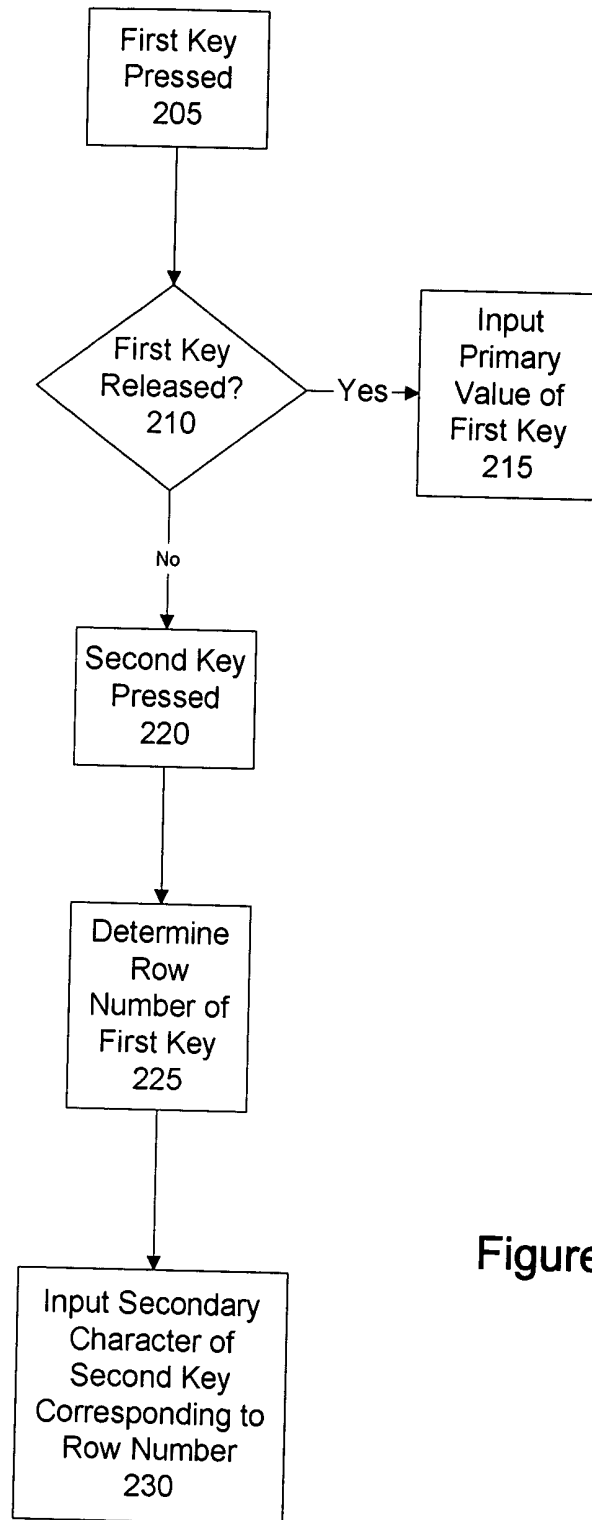 First Key
Pressed
205
First Key
Released?
210
Yes
Input
Primary
Value of
First Key
215
No
Second Key
Pressed
220
Determine
Row
Number of
First Key
225
Figure
Input Secondary
Character of
Second Key
Corresponding to
Row Number
230